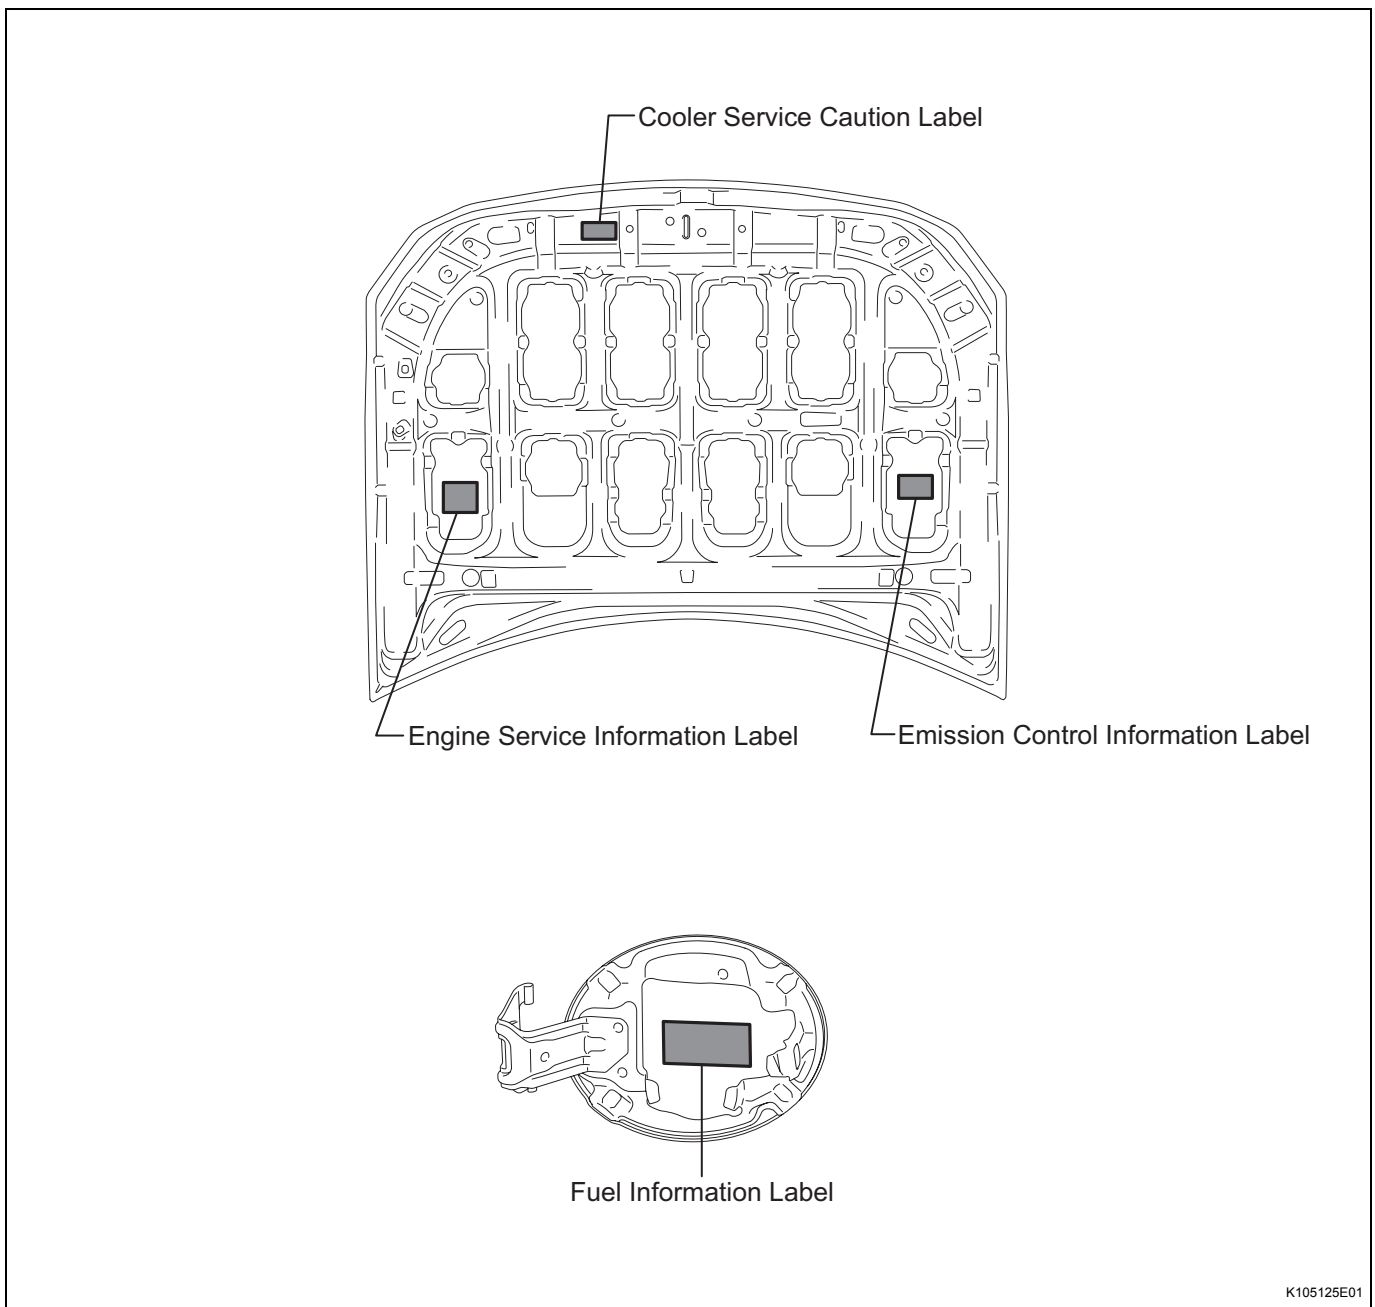 Cooler Service Caution Label
Engine Service Information Label
Emission Control Information Label
Fuel Information Label
K105125E01